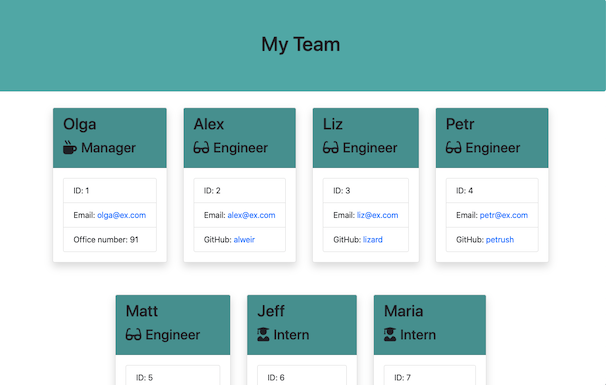 My Team
Olga
Manager
ID: 1
Email: olga@ex.com
Office number: 91
Alex
Engineer
ID: 2
Email: alex@ex.com
GitHub: alweir
Liz
Engineer
ID: 3
Email: liz@ex.com
GitHub: lizard
Petr
Engineer
ID: 4
Email: petr@ex.com
GitHub: petrush
Matt
Engineer
ID: 5
Jeff
Intern
ID: 6
Maria
Intern
ID: 7